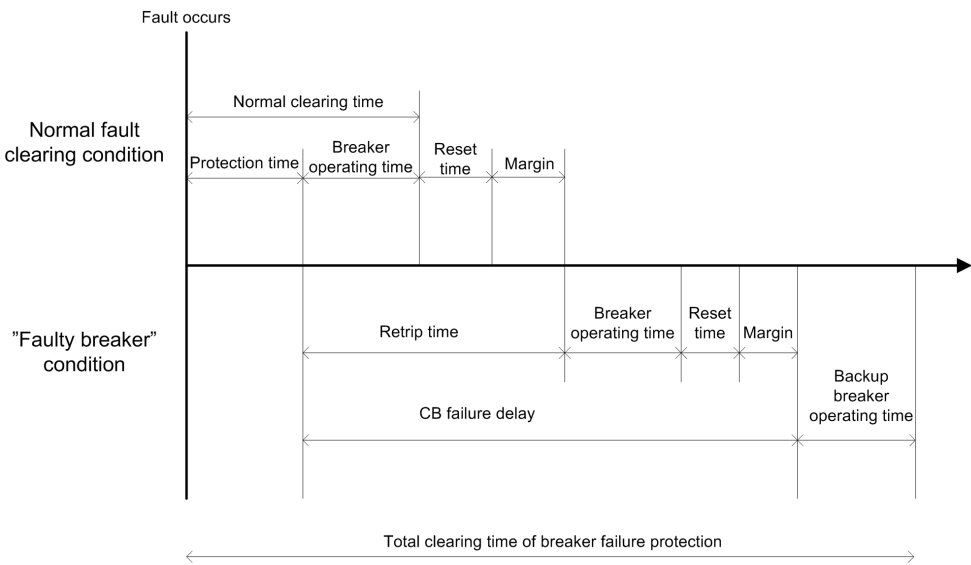 Fault occurs
Normal clearing time
Normal fault
clearing condition
Protection time
Breaker
operating time
Reset
time
Margin
"Faulty breaker"
condition
Retrip time
Breaker
operating time
Reset
time
Margin
CB failure delay
Backup
breaker
operating time
Total clearing time of breaker failure protection